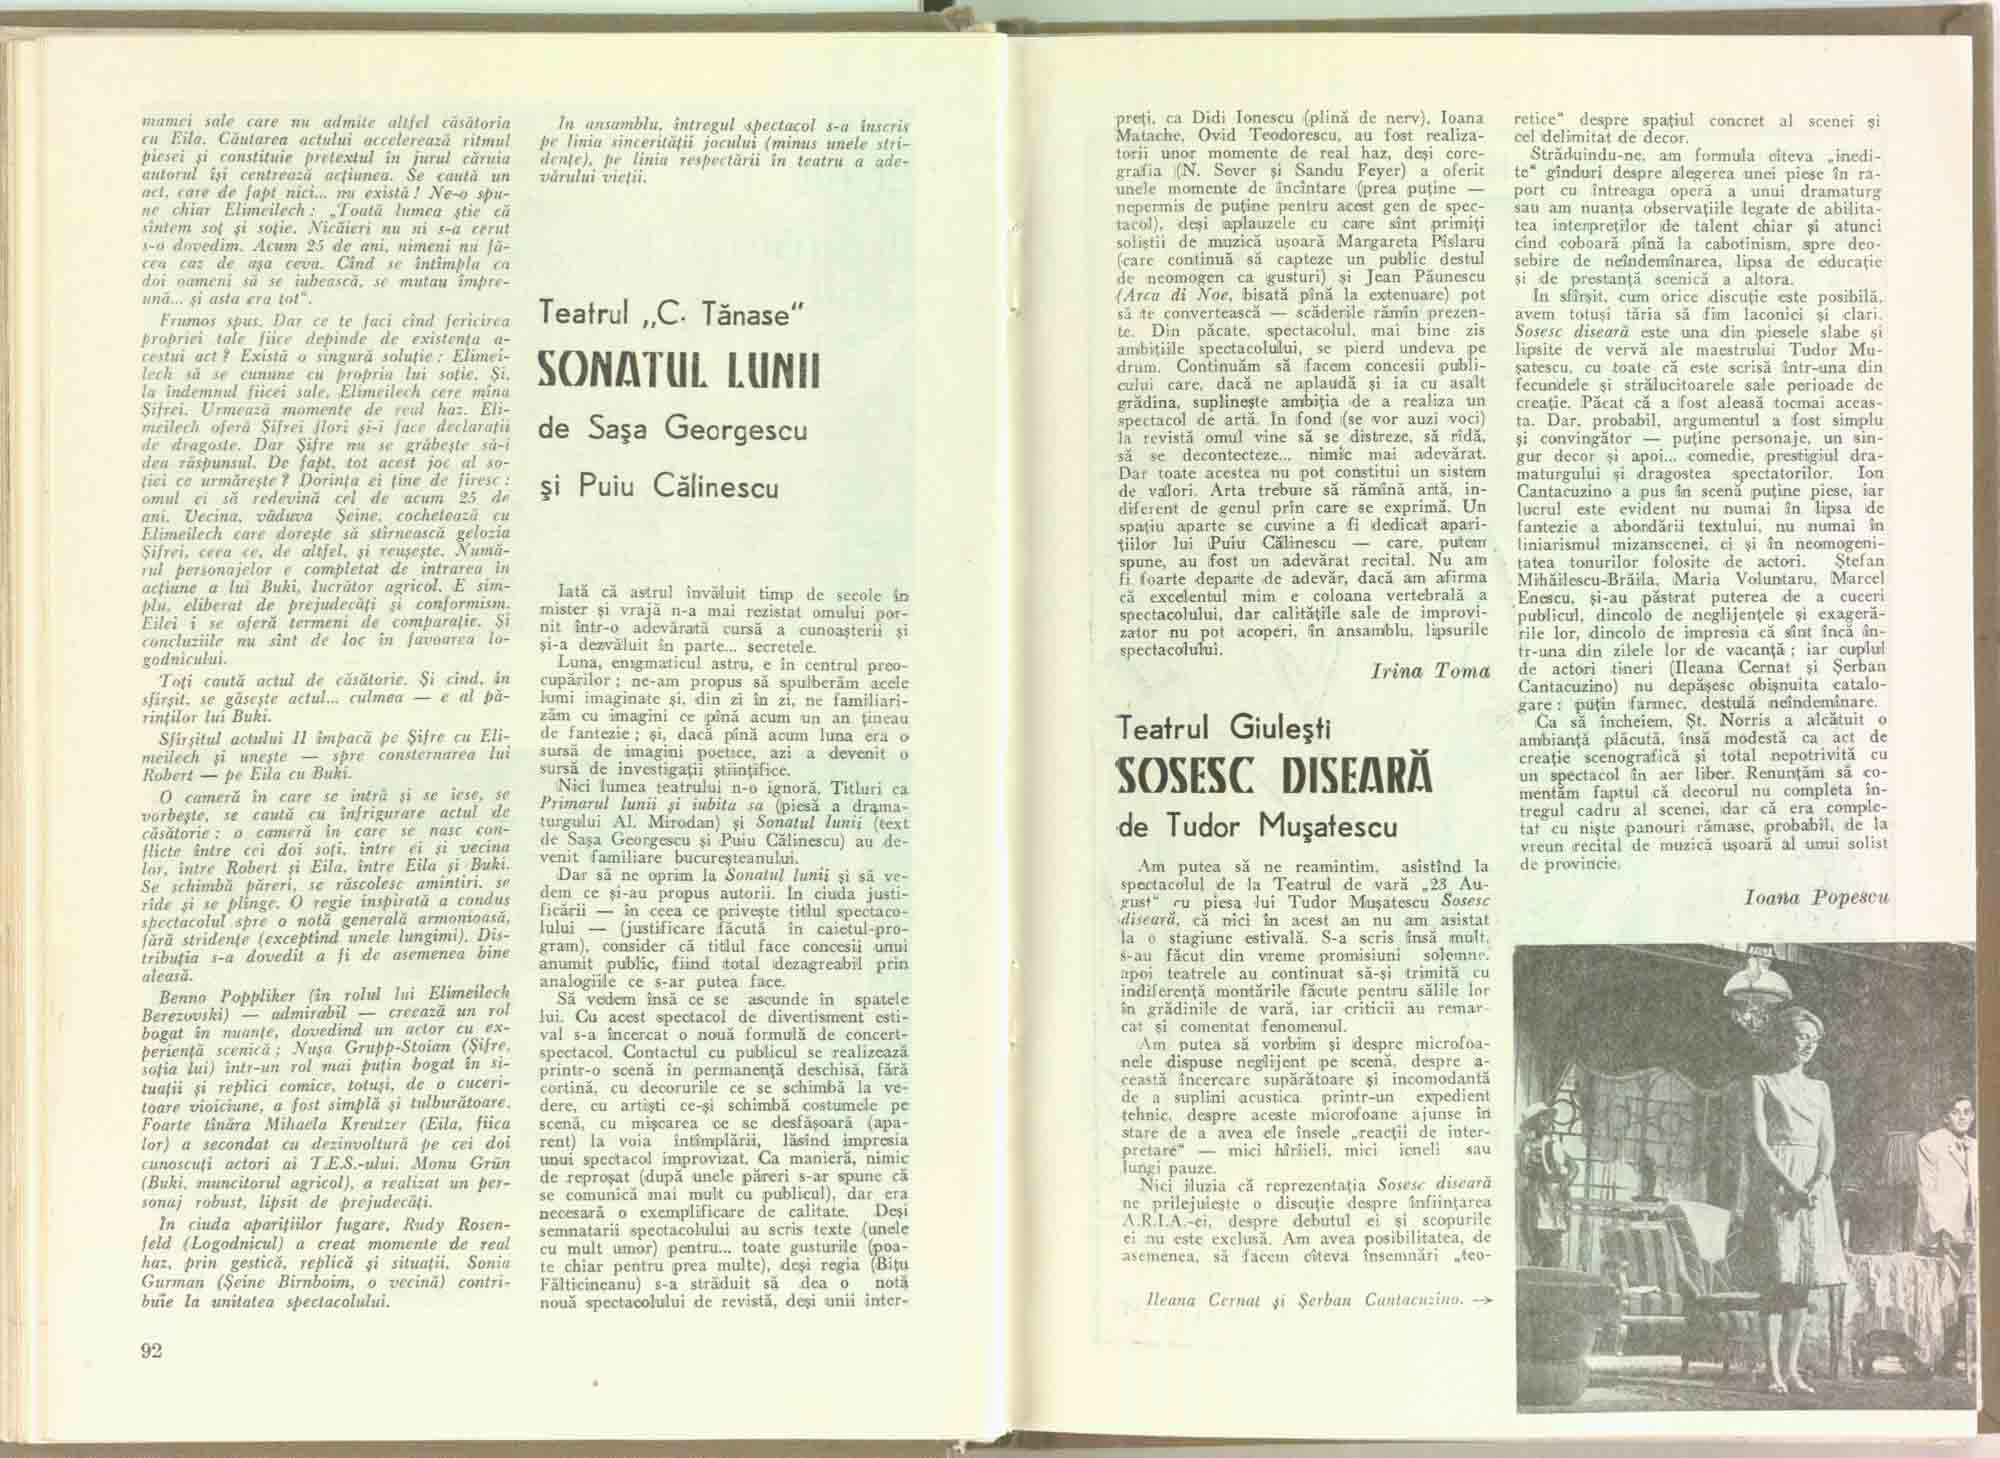 mamei sale care nu admite altfel căsătoria
cu Eila. Căutarea actului accelerează ritmul
piesei și constituie pretextul în jurul căruia
autorul își centrează acțiunea. Se caută un
act, care de fapt nici... nu există! Ne-o spu-
ne chiar Elimeilech: „Toată lumea știe că
sîntem soț și soție. Nicăieri nu ni s-a cerut
s-o dovedim. Acum 25 de ani, nimeni nu fă-
cea caz de așa ceva. Cînd se întîmpla ca
doi oameni să se iubească, se mutau împre-
ună... și asta era tot“.
Frumos spus. Dar ce te faci cînd fericirea
propriei tale fiice depinde de existența a-
cestui act? Există o singură soluție: Elimei-
lech să se cunune cu propria lui soție. Și,
la îndemnul fiicei sale, Elimeilech cere mîna
Șifrei. Urmează momente de real haz. Eli-
meilech oferă Șifrei flori și-i face declarații
de dragoste. Dar Șifre nu se grăbește să-i
dea răspunsul. De fapt, tot acest joc al so-
ției ce urmărește? Dorința ei ține de firesc:
omul ei să redevină cel de acum 25 de
ani. Vecina, văduva Șeine, cochetează cu
Elimeilech care dorește să stîrnească gelozia
Șifrei, ceea ce, de altfel, și reușește. Numă-
rul personajelor e completat de intrarea în
acțiune a lui Buki, lucrător agricol. E sim-
plu, eliberat de prejudecăți și conformism.
Eilei i se oferă termeni de comparație. Și
concluziile nu sînt de loc în favoarea lo-
godnicului.
Toți caută actul de căsătorie. Și cînd, în
sfîrșit, se găsește actul... culmea — e al pă-
rinților lui Buki.
Sfîrșitul actului II împacă pe Șifre cu Eli-
meilech și unește — spre consternarea lui
Robert — pe Eila cu Buki.
O cameră în care se intră și se iese, se
vorbește, se caută cu înfrigurare actul de
căsătorie: o cameră în care se nasc con-
flicte între cei doi soți, între ei și vecina
lor, între Robert și Eila, între Eila și Buki.
Se schimbă păreri, se răscolesc amintiri, se
rîde și se plînge. O regie inspirată a condus
spectacolul spre o notă generală armonioasă,
fără stridențe (exceptînd unele lungimi). Dis-
tribuția s-a dovedit a fi de asemenea bine
aleasă.
Benno Poppliker (în rolul lui Elimeilech
Berezovski) — admirabil — creează un rol
bogat în nuanțe, dovedind un actor cu ex-
periență scenică; Nușa Grupp-Stoian (Șifre,
soția lui) într-un rol mai puțin bogat în si-
tuații și replici comice, totuși, de o cuceri-
toare vioiciune, a fost simplă și tulburătoare.
Foarte tînăra Mihaela Kreutzer (Eila, fiica
lor) a secondat cu dezinvoltură pe cei doi
cunoscuți actori ai T.E.S.-ului. Monu Grün
(Buki, muncitorul agricol), a realizat un per-
sonaj robust, lipsit de prejudecăți.
In ciuda aparițiilor fugare, Rudy Rosen-
feld (Logodnicul) a creat momente de real
haz, prin gestică, replică și situații. Sonia
Gurman (Șeine Birnboim, o vecină) contri-
buie la unitatea spectacolului.
92
In ansamblu, întregul spectacol s-a înscris
pe linia sincerității jocului (minus unele stri-
dențe), pe linia respectării în teatru a ade-
vărului vieții.
Teatrul „C. Tănase“
SONATUL LUNII
de Sașa Georgescu
și Puiu Călinescu
Iată că astrul învăluit timp de secole în
mister și vrajă n-a mai rezistat omului por-
nit într-o adevărată cursă a cunoașterii și
și-a dezvăluit în parte... secretele.
Luna, enigmaticul astru, e în centrul preo-
cupărilor; ne-am propus să spulberăm acele
lumi imaginate și, din zi în zi, ne familiari-
zăm cu imagini ce pînă acum un an țineau
de fantezie; și, dacă pînă acum luna era o
sursă de imagini poetice, azi a devenit o
sursă de investigații științifice.
Nici lumea teatrului n-o ignoră. Titluri ca
Primarul lunii și iubita sa (piesă a drama-
turgului Al. Mirodan) și Sonatul lunii (text
de Sașa Georgescu și Puiu Călinescu) au de-
venit familiare bucureșteanului.
Dar să ne oprim la Sonatul lunii și să ve-
dem ce și-au propus autorii. In ciuda justi-
ficării — în ceea ce privește titlul spectaco-
lului — (justificare făcută în caietul-pro-
gram), consider că titlul face concesii unui
anumit public, fiind total dezagreabil prin
analogiile ce s-ar putea face.
Să vedem însă ce se ascunde în spatele
lui. Cu acest spectacol de divertisment esti-
val s-a încercat o nouă formulă de concert-
spectacol. Contactul cu publicul se realizează
printr-o scenă în permanență deschisă, fără
cortină, cu decorurile ce se schimbă la ve-
dere, cu artiști ce-și schimbă costumele pe
scenă, cu mișcarea ce se desfășoară (apa-
rent) la voia întîmplării, lăsînd impresia
unui spectacol improvizat. Ca manieră, nimic
de reproșat (după unele păreri s-ar spune că
se comunică mai mult cu publicul), dar era
necesară o exemplificare de calitate. Deși
semnatarii spectacolului au scris texte (unele
cu mult umor) pentru... toate gusturile (poa-
te chiar pentru prea multe), deși regia (Bițu
Fălticineanu) s-a străduit să dea o notă
nouă spectacolului de revistă, deși unii inter-
preți, ca Didi Ionescu (plină de nerv), Ioana
Matache, Ovid Teodorescu, au fost realiza-
torii unor momente de real haz, deși core-
grafia (N. Sever și Sandu Feyer) a oferit
unele momente de încîntare (prea puține —
nepermis de puține pentru acest gen de spec-
tacol), deși aplauzele cu care sînt primiți
soliștii de muzică ușoară Margareta Pîslaru
(care continuă să capteze un public destul
de neomogen ca gusturi) și Jean Păunescu
(Arca di Noe, bisată pînă la extenuare) pot
să te convertească — scăderile rămîn prezen-
te. Din păcate, spectacolul, mai bine zis
ambițiile spectacolului, se pierd undeva pe
drum. Continuăm să facem concesii publi-
cului care, dacă ne aplaudă și ia cu asalt
grădina, suplinește ambiția de a realiza un
spectacol de artă. In fond (se vor auzi voci)
la revistă omul vine să se distreze, să rîdă,
să se decontecteze... nimic mai adevărat.
Dar toate acestea nu pot constitui un sistem
de valori. Arta trebuie să rămînă artă, in-
diferent de genul prin care se exprimă. Un
spațiu aparte se cuvine a fi dedicat apari-
țiilor lui Puiu Călinescu — care, putem
spune, au fost un adevărat recital. Nu am
fi foarte departe de adevăr, dacă am afirma
că excelentul mim e coloana vertebrală a
spectacolului, dar calitățile sale de improvi-
zator nu pot acoperi, în ansamblu, lipsurile
spectacolului.
Irina Toma
Teatrul Giulești
SOSESC DISEARĂ
de Tudor Mușatescu
Am putea să ne reamintim, asistînd la
spectacolul de la Teatrul de vară „23 Au-
gust“ cu piesa lui Tudor Mușatescu Sosesc
diseară, că nici în acest an nu am asistat
la o stagiune estivală. S-a scris însă mult,
s-au făcut din vreme promisiuni solemne,
apoi teatrele au continuat să-și trimită cu
indiferență montările făcute pentru sălile lor
în grădinile de vară, iar criticii au remar-
cat și comentat fenomenul.
Am putea să vorbim și despre microfoa-
nele dispuse neglijent pe scenă, despre a-
ceastă încercare supărătoare și incomodantă
de a suplini acustica printr-un expedient
tehnic, despre aceste microfoane ajunse în
stare de a avea ele însele „reacții de inter-
pretare“ — mici hîrîieli, mici icneli sau
lungi pauze.
Nici iluzia că reprezentația Sosesc diseară
ne prilejuiește o discuție despre înființarea
A.R.I.A.-ei, despre debutul ei și scopurile
ei nu este exclusă. Am avea posibilitatea, de
asemenea, să facem cîteva însemnări „teo-
Ileana Cernat și Șerban Cantacuzino. →
retice“ despre spațiul concret al scenei și
cel delimitat de decor.
Străduindu-ne, am formula cîteva „inedi-
te“ gînduri despre alegerea unei piese în ra-
port cu întreaga operă a unui dramaturg
sau am nuanța observațiile legate de abilita-
tea interpreților de talent chiar și atunci
cînd coboară pînă la cabotinism, spre deo-
sebire de neîndemînarea, lipsa de educație
și de prestanță scenică a altora.
In sfîrșit, cum orice discuție este posibilă,
avem totuși tăria să fim laconici și clari.
Sosesc diseară este una din piesele slabe și
lipsite de vervă ale maestrului Tudor Mu-
șatescu, cu toate că este scrisă într-una din
fecundele și strălucitoarele sale perioade de
creație. Păcat că a fost aleasă tocmai aceas-
ta. Dar, probabil, argumentul a fost simplu
și convingător — puține personaje, un sin-
gur decor și apoi... comedie, prestigiul dra-
maturgului și dragostea spectatorilor. Ion
Cantacuzino a pus în scenă puține piese, iar
lucrul este evident nu numai în lipsa de
fantezie a abordării textului, nu numai în
liniarismul mizanscenei, ci și în neomogeni-
tatea tonurilor folosite de actori. Ștefan
Mihăilescu-Brăila, Maria Voluntaru, Marcel
Enescu, și-au păstrat puterea de a cuceri
publicul, dincolo de neglijențele și exageră-
rile lor, dincolo de impresia că sînt încă în-
tr-una din zilele lor de vacanță; iar cuplul
de actori tineri (Ileana Cernat și Șerban
Cantacuzino) nu depășesc obișnuita catalo-
gare: puțin farmec, destulă neîndemînare.
Ca să încheiem, Șt. Norris a alcătuit o
ambianță plăcută, însă modestă ca act de
creație scenografică și total nepotrivită cu
un spectacol în aer liber. Renunțăm să co-
mentăm faptul că decorul nu completa în-
tregul cadru al scenei, dar că era comple-
tat cu niște panouri rămase, probabil, de la
vreun recital de muzică ușoară al unui solist
de provincie.
Ioana Popescu